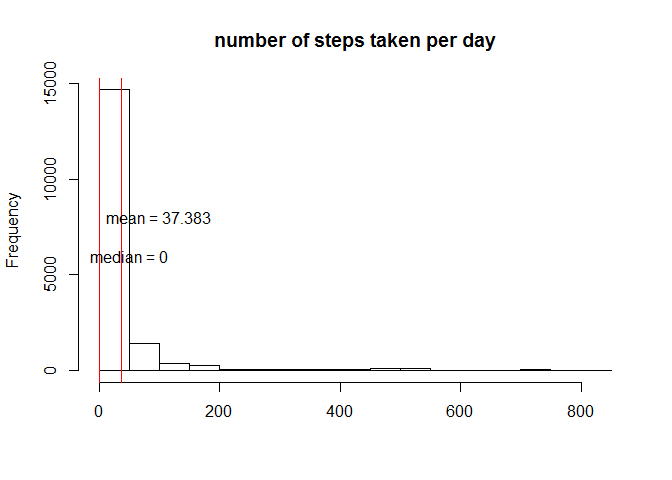 number of steps taken per day
Frequency
15000
10000
5000
0
mean = 37.383
median = 0
0 200 400 600 800